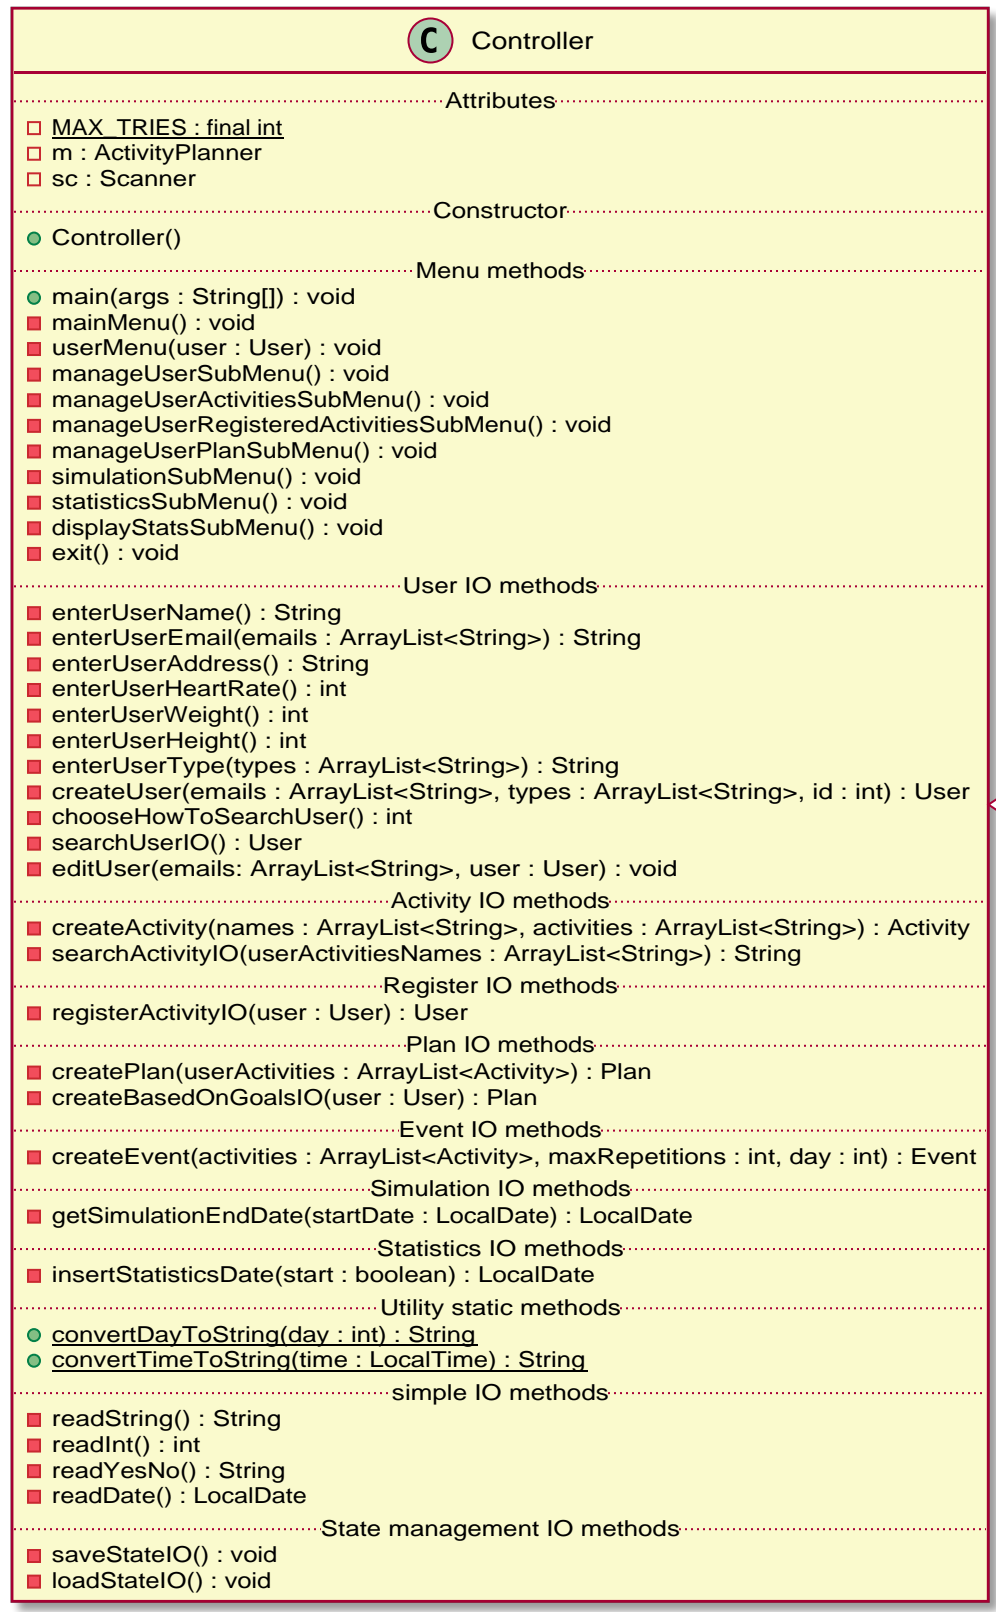 C Controller
Attributes
MAX_TRIES : final int
m : ActivityPlanner
sc : Scanner
Constructor
Controller()
Menu methods
main(args : String[]) : void
mainMenu() : void
userMenu(user : User) : void
manageUserSubMenu() : void
manageUserActivitiesSubMenu() : void
manageUserRegisteredActivitiesSubMenu() : void
manageUserPlanSubMenu() : void
simulationSubMenu() : void
statisticsSubMenu() : void
displayStatsSubMenu() : void
exit() : void
User IO methods
enterUserName() : String
enterUserEmail(emails : ArrayList<String>) : String
enterUserAddress() : String
enterUserHeartRate() : int
enterUserWeight() : int
enterUserHeight() : int
enterUserType(types : ArrayList<String>) : String
createUser(emails : ArrayList<String>, types : ArrayList<String>, id : int) : User
chooseHowToSearchUser() : int
searchUserIO() : User
editUser(emails: ArrayList<String>, user : User) : void
Activity IO methods
createActivity(names : ArrayList<String>, activities : ArrayList<String>) : Activity
searchActivityIO(userActivitiesNames : ArrayList<String>) : String
Register IO methods
registerActivityIO(user : User) : User
Plan IO methods
createPlan(userActivities : ArrayList<Activity>) : Plan
createBasedOnGoalsIO(user : User) : Plan
Event IO methods
createEvent(activities : ArrayList<Activity>, maxRepetitions : int, day : int) : Event
Simulation IO methods
getSimulationEndDate(startDate : LocalDate) : LocalDate
Statistics IO methods
insertStatisticsDate(start : boolean) : LocalDate
Utility static methods
convertDayToString(day : int) : String
convertTimeToString(time : LocalTime) : String
simple IO methods
readString() : String
readInt() : int
readYesNo() : String
readDate() : LocalDate
State management IO methods
saveStateIO() : void
loadStateIO() : void